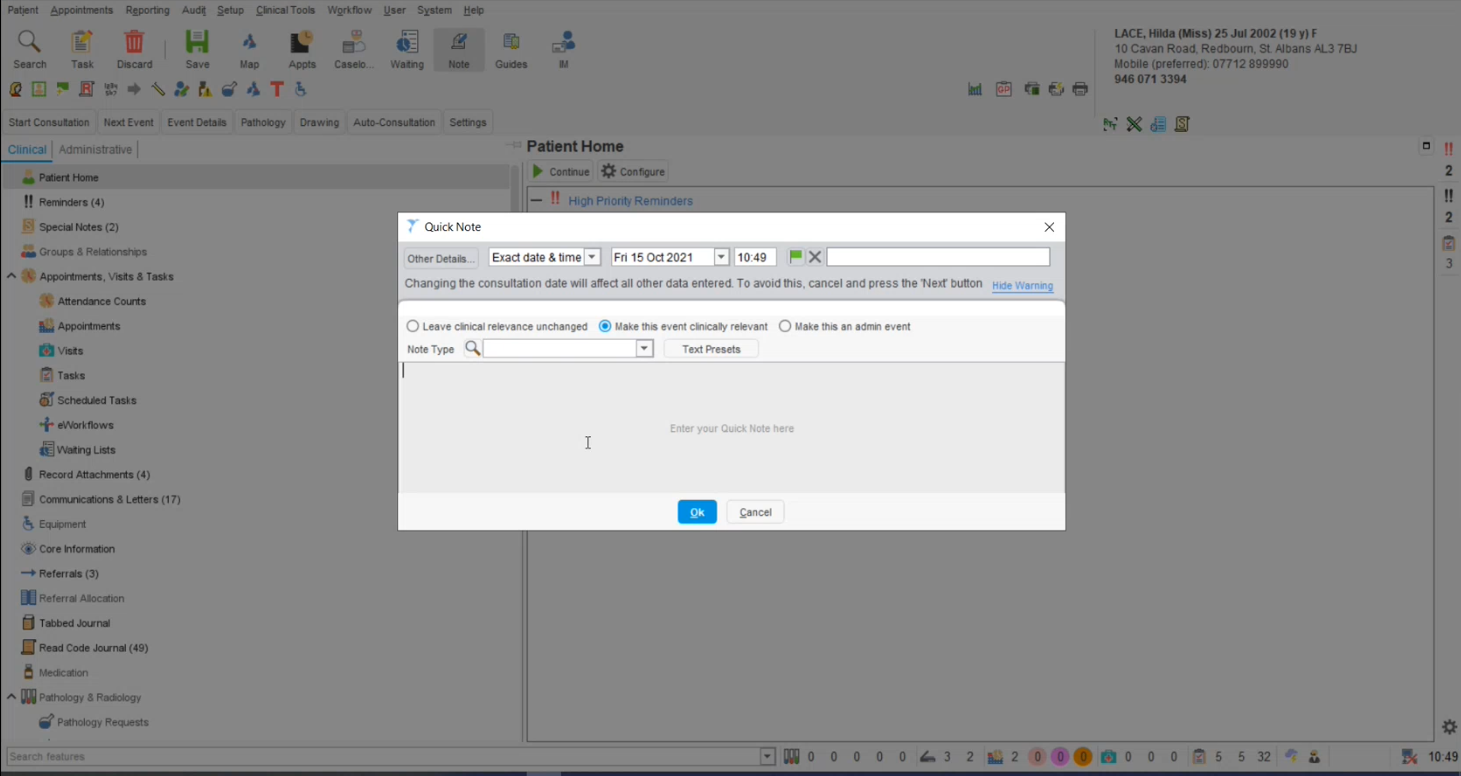 Patient Appointments Reporting Audit Setup Clinical Tools Workflow User System Help
Search Task Discard Save Map Appts Caselo... Waiting Note Guides IM
LACE, Hilda (Miss) 25 Jul 2002 (19 y) F
10 Cavan Road, Redbourn, St. Albans AL3 7BJ
Mobile (preferred): 07712 899990
946 071 3394
Start Consultation Next Event Event Details Pathology Drawing Auto-Consultation Settings
Clinical Administrative
Patient Home
Continue Configure
High Priority Reminders
Patient Home
Reminders (4)
Special Notes (2)
Groups & Relationships
Appointments, Visits & Tasks
Attendance Counts
Appointments
Visits
Tasks
Scheduled Tasks
eWorkflows
Waiting Lists
Record Attachments (4)
Communications & Letters (17)
Equipment
Core Information
Referrals (3)
Referral Allocation
Tabbed Journal
Read Code Journal (49)
Medication
Pathology & Radiology
Pathology Requests
Quick Note
Other Details... Exact date & time Fri 15 Oct 2021 10:49
Changing the consultation date will affect all other data entered. To avoid this, cancel and press the 'Next' button Hide Warning
Leave clinical relevance unchanged Make this event clinically relevant Make this an admin event
Note Type Text Presets
Enter your Quick Note here
Ok Cancel
2
2
3
Search features 0 0 0 0 0 3 2 2 0 0 0 0 0 0 5 5 32 10:49